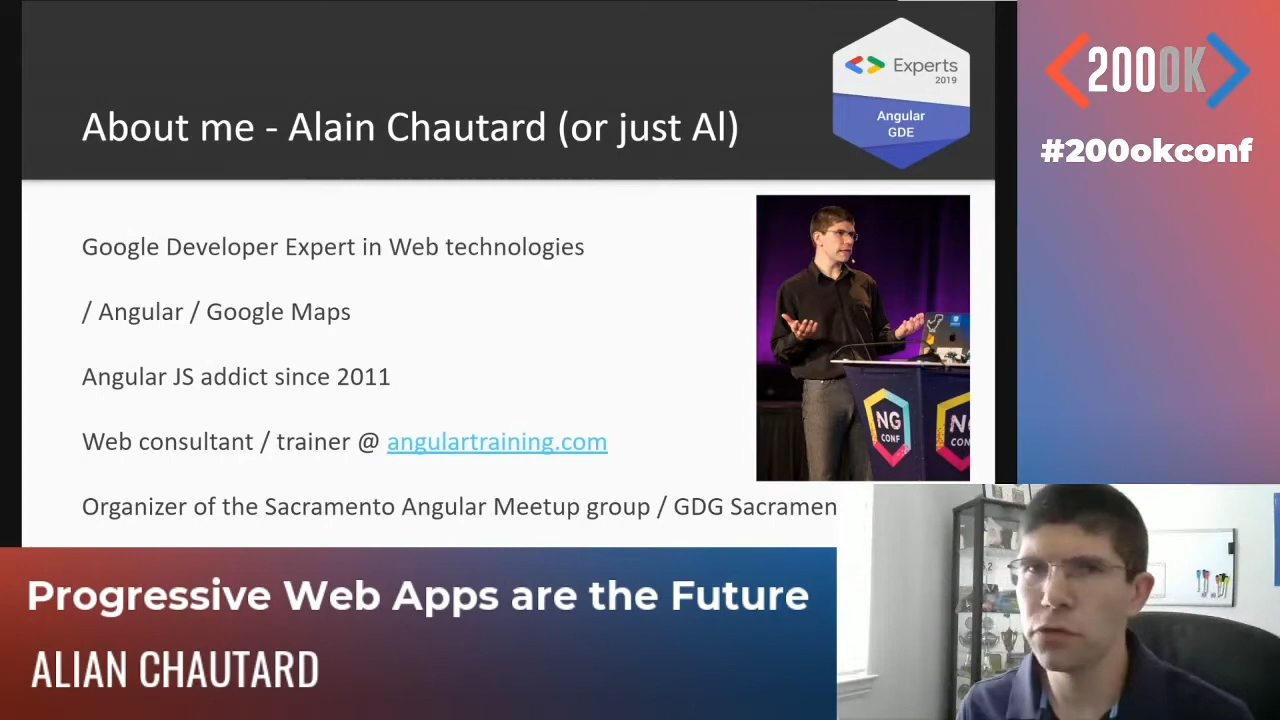 Experts
2019
Angular
GDE
About me - Alain Chautard (or just Al)
Google Developer Expert in Web technologies
/ Angular / Google Maps
Angular JS addict since 2011
Web consultant / trainer @ angulartraining.com
Organizer of the Sacramento Angular Meetup group / GDG Sacramen
NG
CONF
NG
CON
200OK
#200okconf
Progressive Web Apps are the Future
ALIAN CHAUTARD